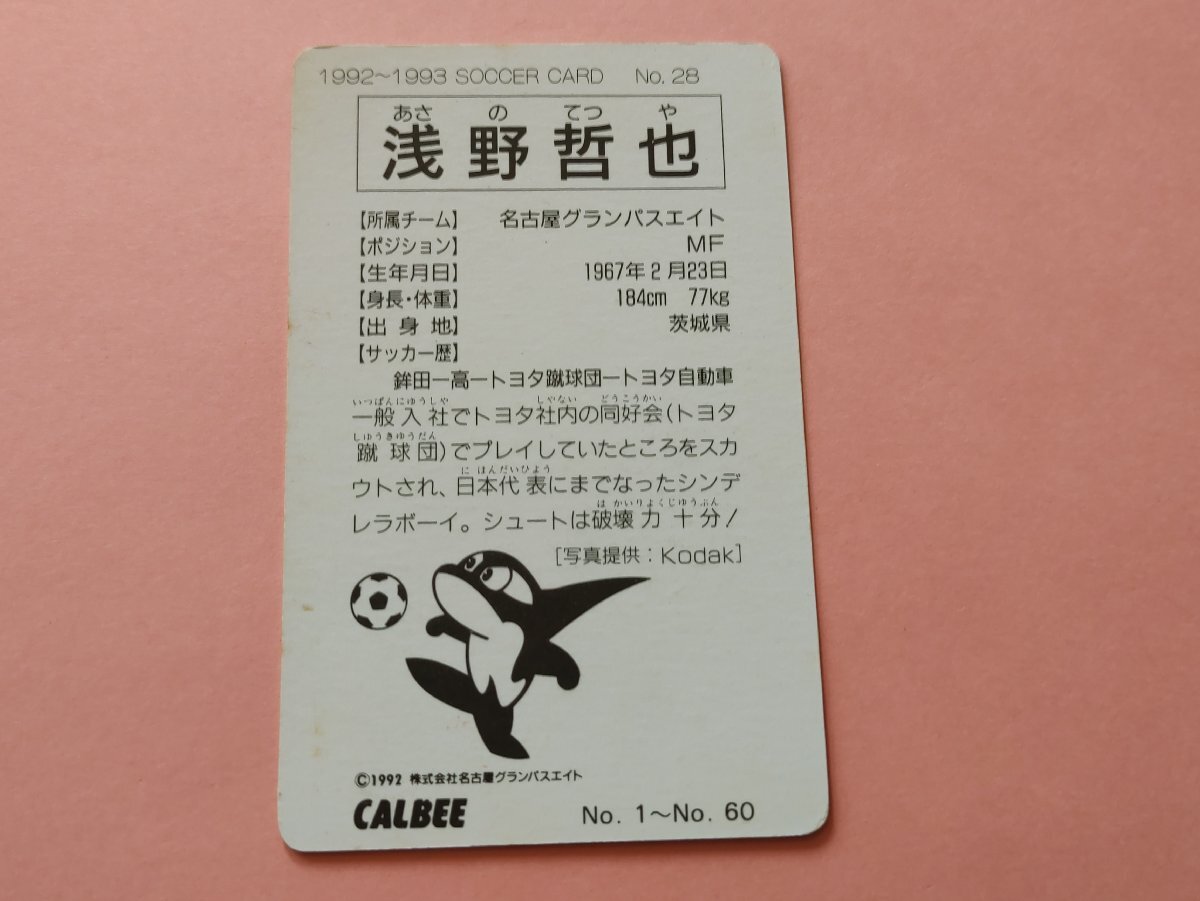 1992~1993 SOCCER CARD No. 28
あさ の てつ や
浅野哲也
【所属チーム】 名古屋グランパスエイト
【ポジション】 MF
【生年月日】 1967年2月23日
【身長・体重】 184cm 77kg
【出身地】 茨城県
【サッカー歴】
鉾田一高ートヨタ蹴球団ートヨタ自動車
いっぱんにゅうしゃ しゃない どうこうかい
一般入社でトヨタ社内の同好会(トヨタ
しゅうきゅうだん
蹴球団)でプレイしていたところをスカ
に ほんだいひょう
ウトされ、日本代表にまでなったシンデ
は かいりょくじゅうぶん
レラボーイ。シュートは破壊力十分!
[写真提供:Kodak]
©1992 株式会社名古屋グランパスエイト
CALBEE No. 1~No. 60